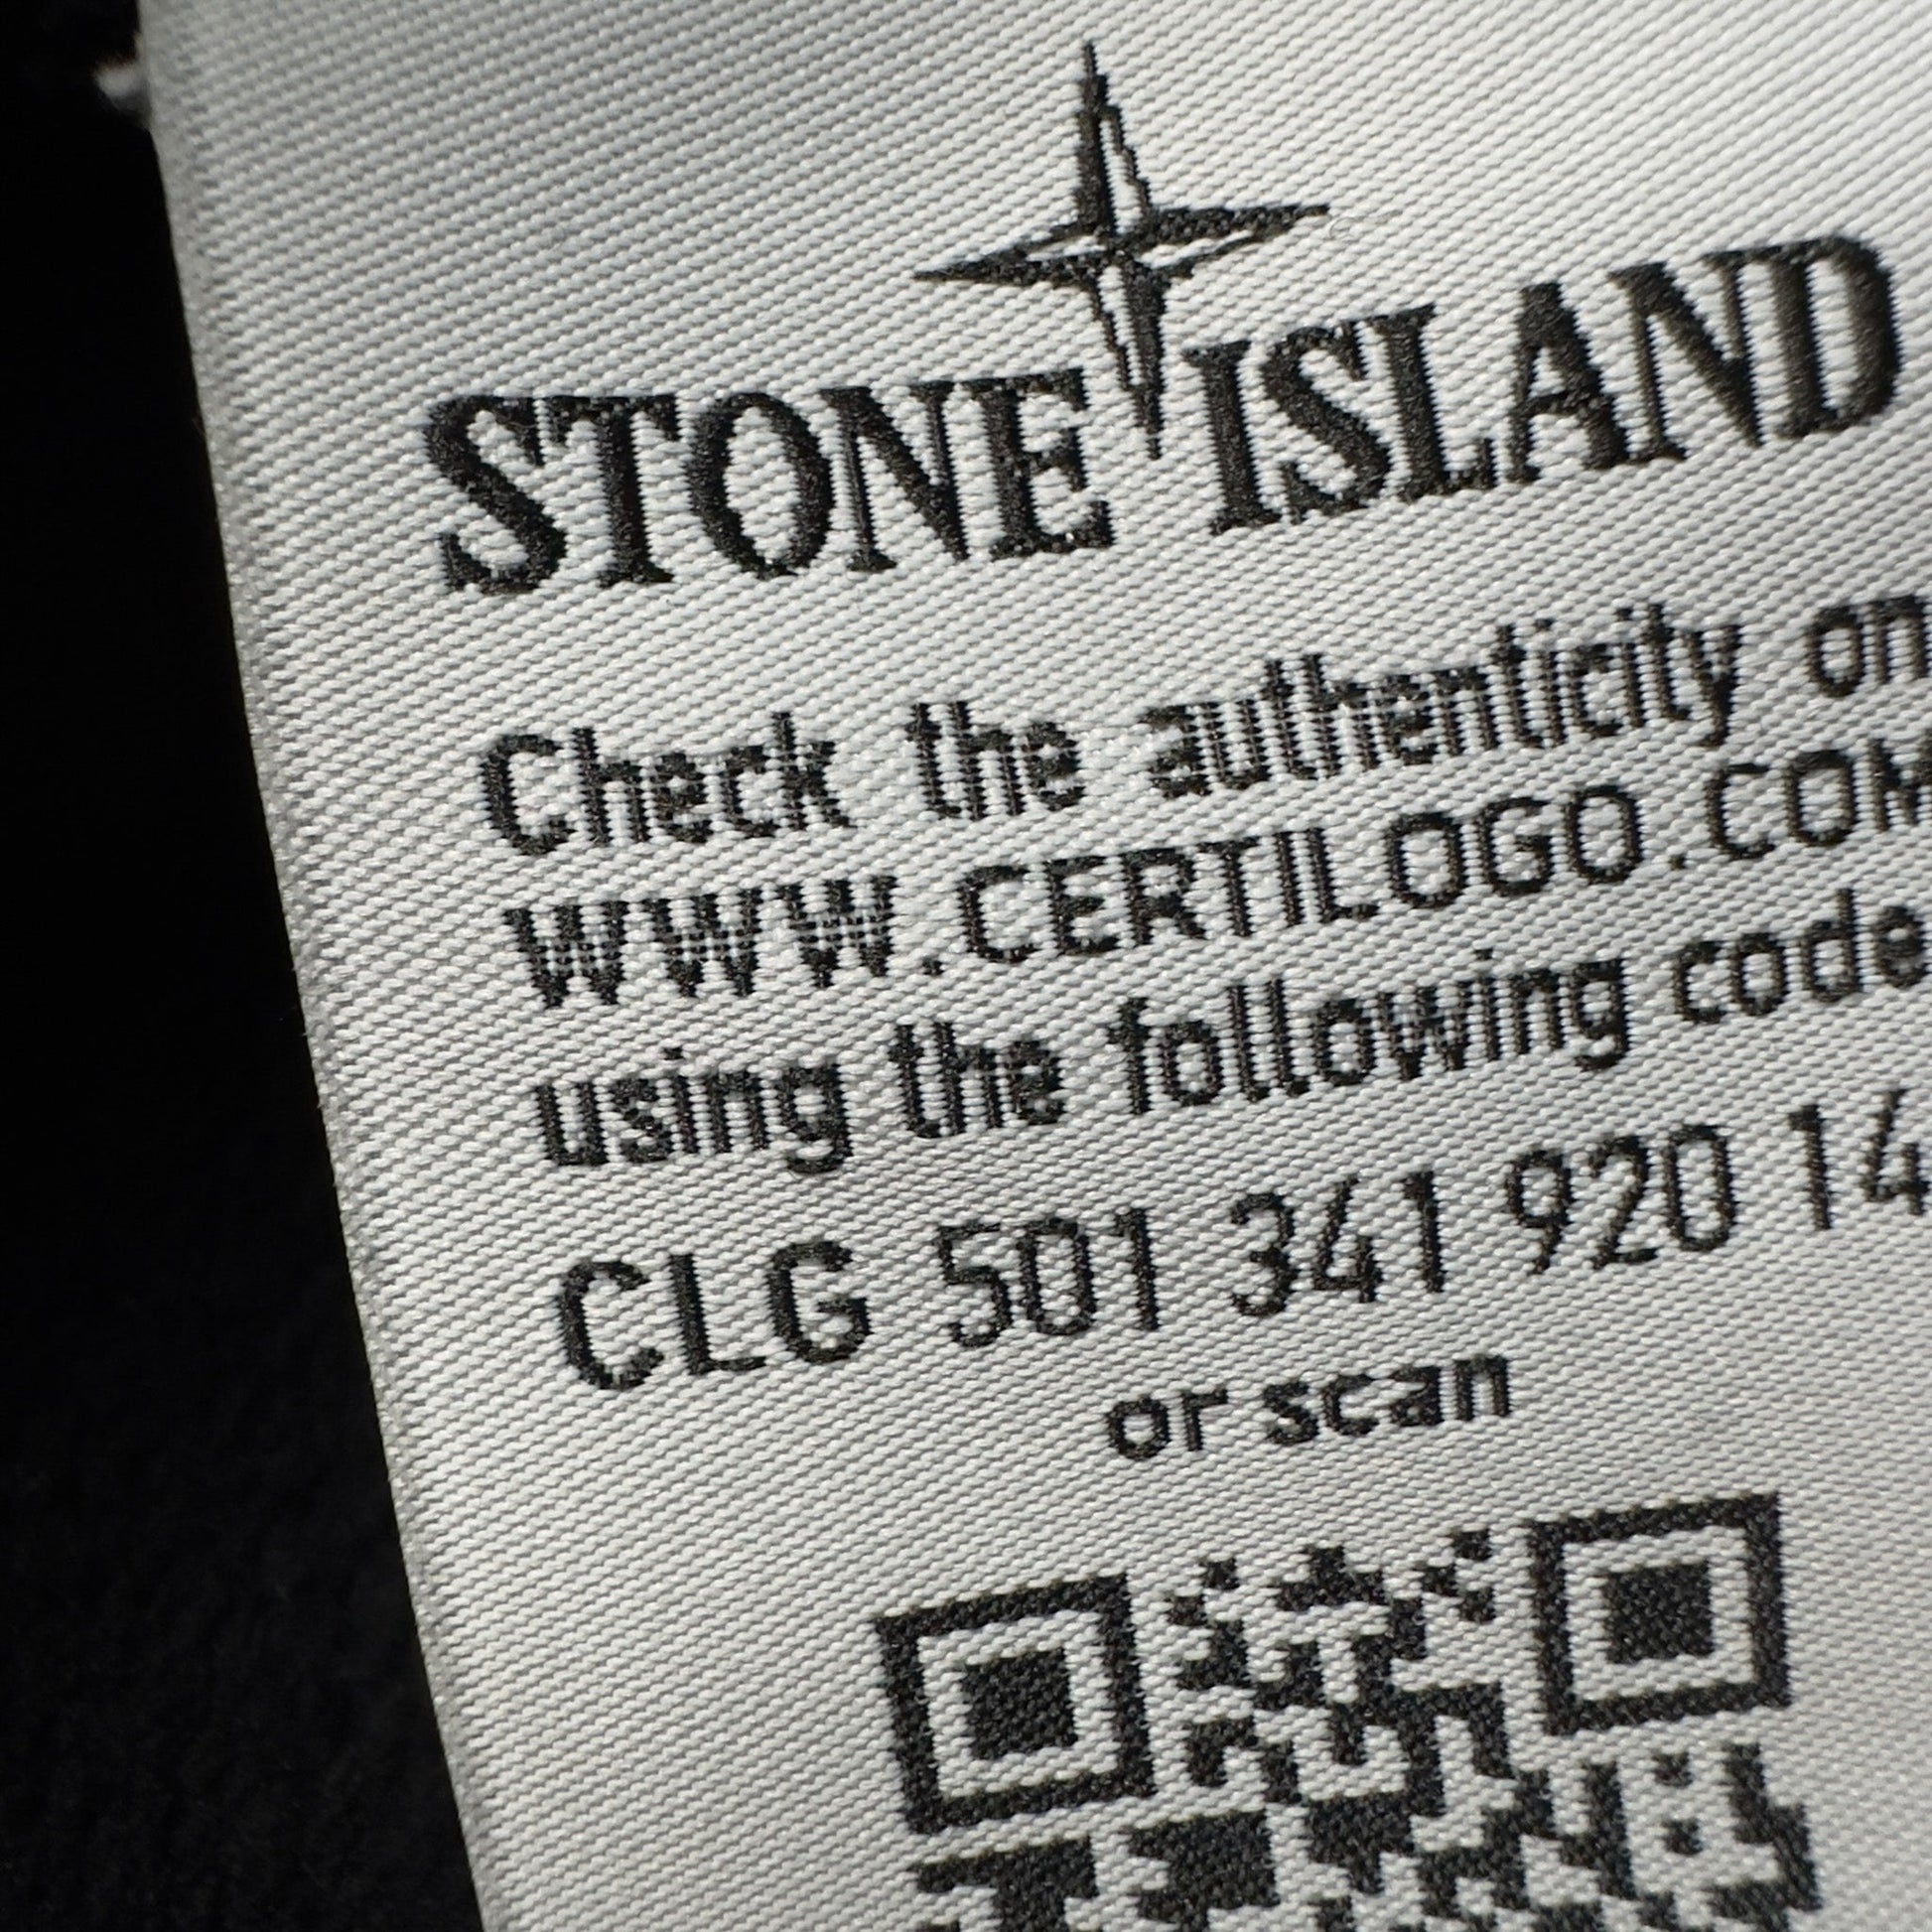 STONE ISLAND
Check the authenticity on
WWW.CERTILOGO.COM
using the following code
CLG 501 341 920 14
or scan